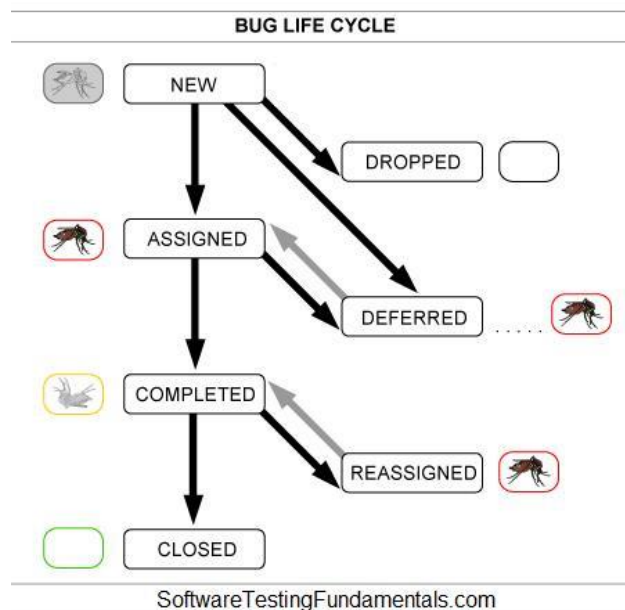 BUG LIFE CYCLE
NEW
DROPPED
ASSIGNED
DEFERRED
.....
COMPLETED
REASSIGNED
CLOSED
SoftwareTestingFundamentals.com